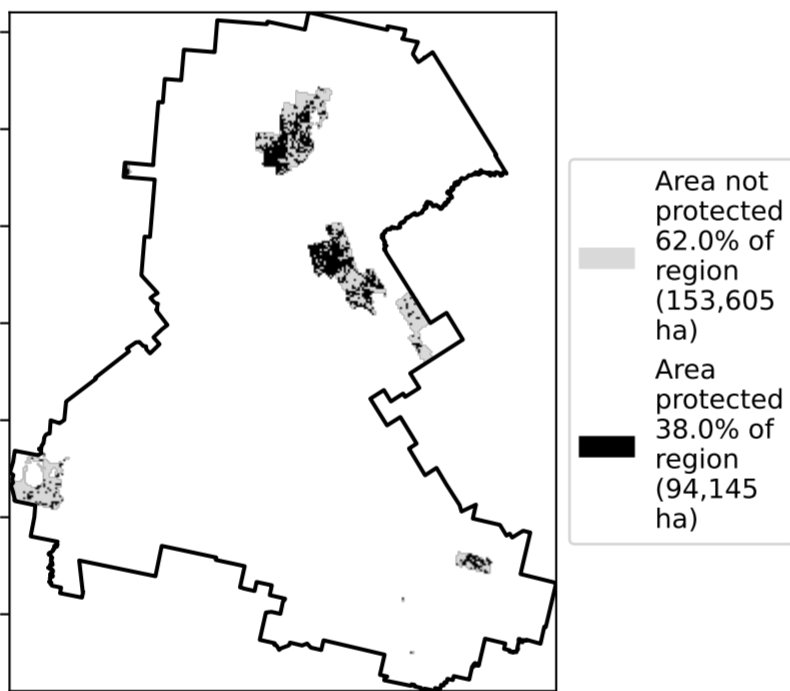 Area not
protected
62.0% of
region
(153,605
ha)
Area
protected
38.0% of
region
(94,145
ha)